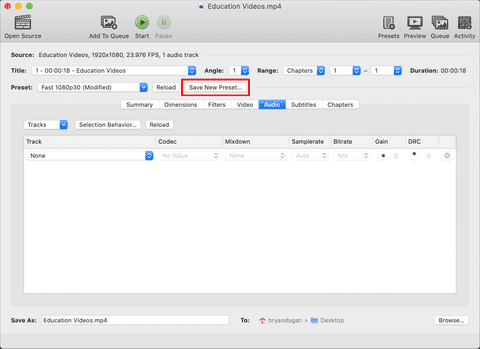 Education Videos.mp4
Open Source Add To Queue Start Pause Presets Preview Queue Activity
Source: Education Videos, 1920x1080, 23.976 FPS, 1 audio track
Title: 1 - 00:00:18 - Education Videos Angle: 1 Range: Chapters 1 – 1 Duration: 00:00:18
Preset: Fast 1080p30 (Modified) Reload Save New Preset...
Summary Dimensions Filters Video Audio Subtitles Chapters
Tracks Selection Behavior... Reload
Track Codec Mixdown Samplerate Bitrate Gain DRC
None No Value None Auto N/A 0 0
Save As: Education Videos.mp4 To: bryandugan › Desktop Browse...